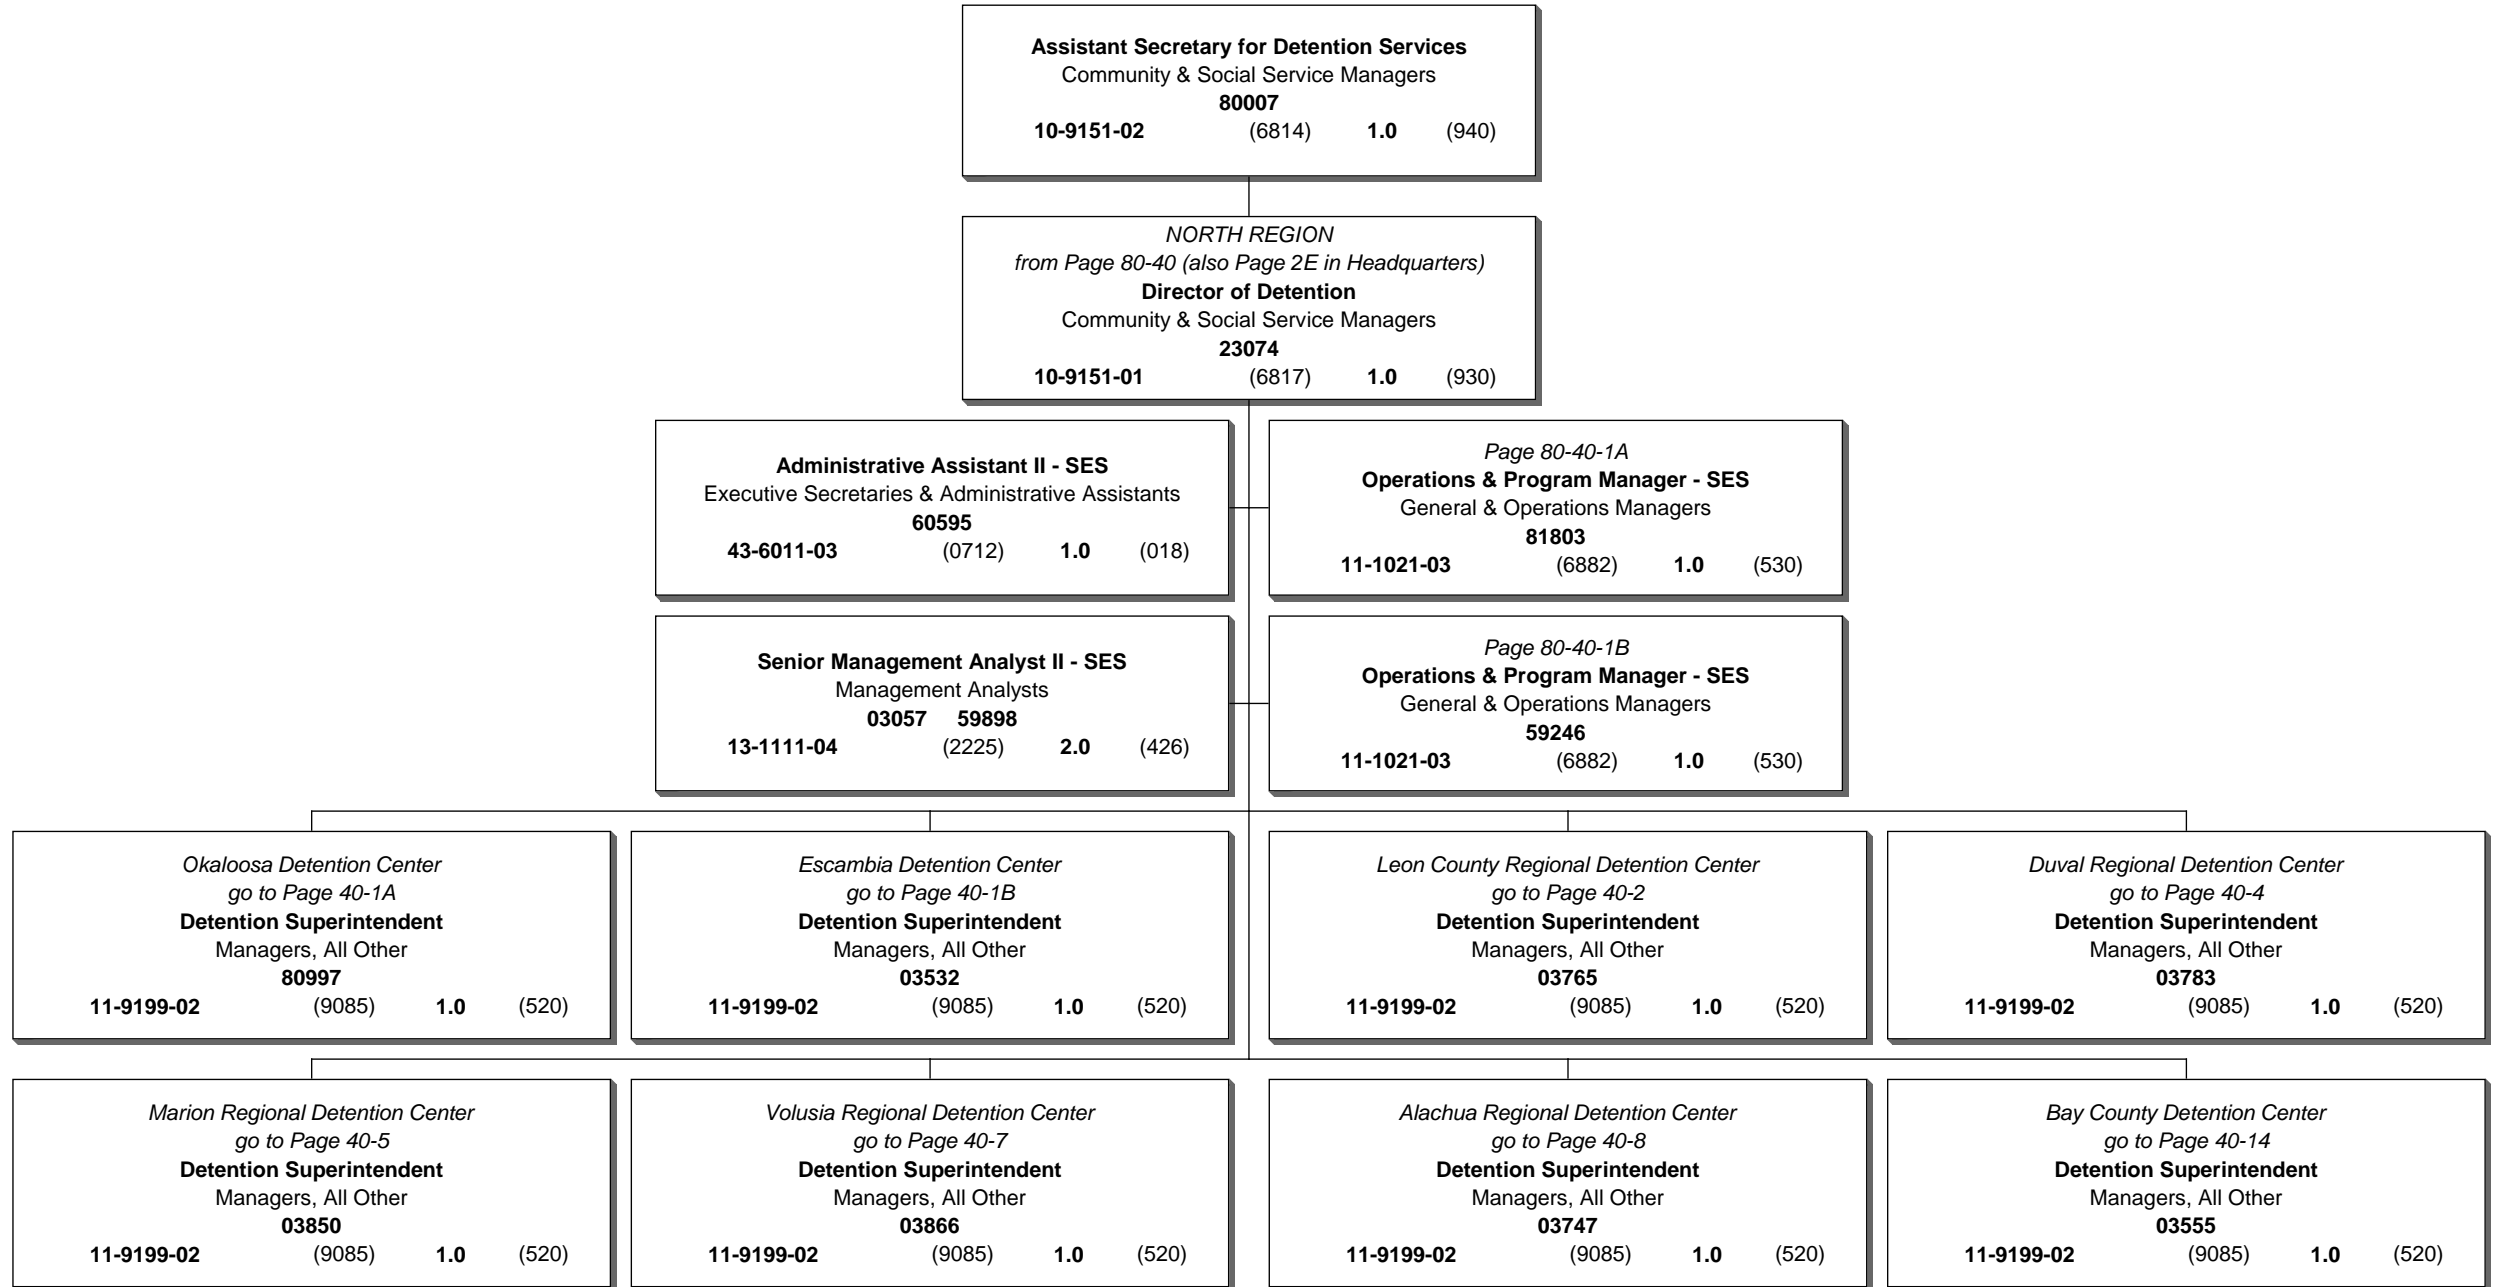 Assistant Secretary for Detention Services
Community & Social Service Managers
80007
10-9151-02 (6814) 1.0 (940)
NORTH REGION
from Page 80-40 (also Page 2E in Headquarters)
Director of Detention
Community & Social Service Managers
23074
10-9151-01 (6817) 1.0 (930)
Administrative Assistant II - SES
Executive Secretaries & Administrative Assistants
60595
43-6011-03 (0712) 1.0 (018)
Page 80-40-1A
Operations & Program Manager - SES
General & Operations Managers
81803
11-1021-03 (6882) 1.0 (530)
Senior Management Analyst II - SES
Management Analysts
03057 59898
13-1111-04 (2225) 2.0 (426)
Page 80-40-1B
Operations & Program Manager - SES
General & Operations Managers
59246
11-1021-03 (6882) 1.0 (530)
Okaloosa Detention Center
go to Page 40-1A
Detention Superintendent
Managers, All Other
80997
11-9199-02 (9085) 1.0 (520)
Escambia Detention Center
go to Page 40-1B
Detention Superintendent
Managers, All Other
03532
11-9199-02 (9085) 1.0 (520)
Leon County Regional Detention Center
go to Page 40-2
Detention Superintendent
Managers, All Other
03765
11-9199-02 (9085) 1.0 (520)
Duval Regional Detention Center
go to Page 40-4
Detention Superintendent
Managers, All Other
03783
11-9199-02 (9085) 1.0 (520)
Marion Regional Detention Center
go to Page 40-5
Detention Superintendent
Managers, All Other
03850
11-9199-02 (9085) 1.0 (520)
Volusia Regional Detention Center
go to Page 40-7
Detention Superintendent
Managers, All Other
03866
11-9199-02 (9085) 1.0 (520)
Alachua Regional Detention Center
go to Page 40-8
Detention Superintendent
Managers, All Other
03747
11-9199-02 (9085) 1.0 (520)
Bay County Detention Center
go to Page 40-14
Detention Superintendent
Managers, All Other
03555
11-9199-02 (9085) 1.0 (520)